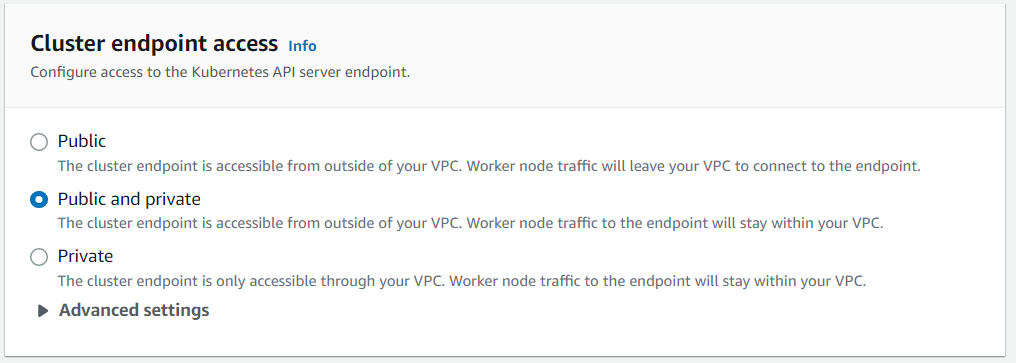 Cluster endpoint access Info
Configure access to the Kubernetes API server endpoint.
Public
The cluster endpoint is accessible from outside of your VPC. Worker node traffic will leave your VPC to connect to the endpoint.
Public and private
The cluster endpoint is accessible from outside of your VPC. Worker node traffic to the endpoint will stay within your VPC.
Private
The cluster endpoint is only accessible through your VPC. Worker node traffic to the endpoint will stay within your VPC.
Advanced settings